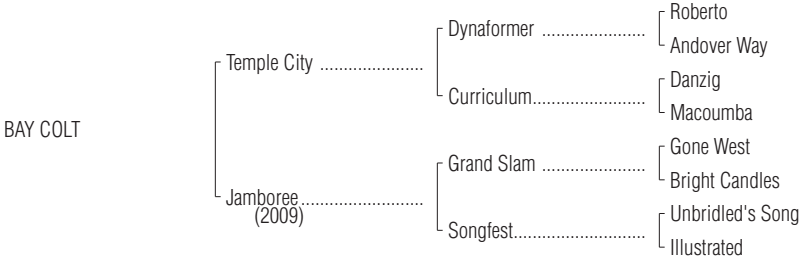 Roberto
Dynaformer ......................
Andover Way
Temple City ......................
Danzig
Curriculum........................
Macoumba
BAY COLT
Gone West
Grand Slam ......................
Bright Candles
Jamboree..........................
(2009)
Unbridled's Song
Songfest............................
Illustrated